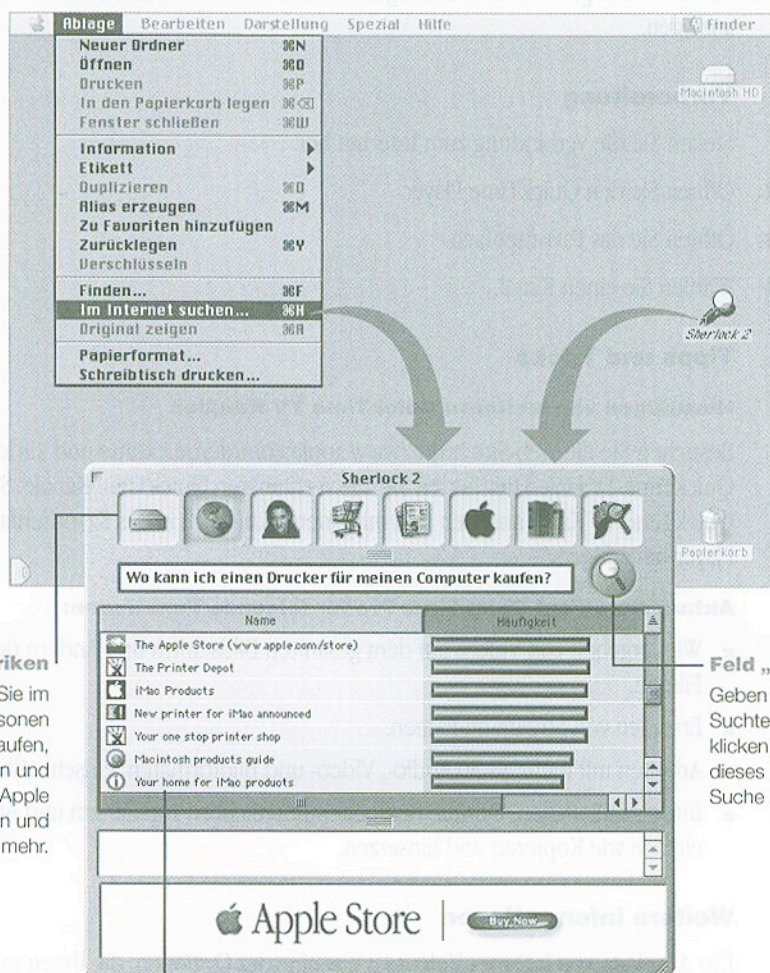 Ablage Bearbeiten Darstellung Spezial Hilfe Finder
Neuer Ordner ⌘N
Öffnen ⌘O
Drucken ⌘P
In den Papierkorb legen ⌘⌫
Fenster schließen ⌘W
Information
Etikett
Duplizieren ⌘D
Alias erzeugen ⌘M
Zu Favoriten hinzufügen
Zurücklegen ⌘Y
Verschlüsseln
Finden... ⌘F
Im Internet suchen... ⌘H
Original zeigen ⌘R
Papierformat...
Schreibtisch drucken...
Macintosh HD
Sherlock 2
Papierkorb
Sherlock 2
Wo kann ich einen Drucker für meinen Computer kaufen?
Name Häufigkeit
The Apple Store (www.apple.com/store)
The Printer Depot
iMac Products
New printer for iMac announced
Your one stop printer shop
Macintosh products guide
Your home for iMac products
Apple Store
Buy Now
riken
Sie im
sonen
aufen,
n und
Apple
n und
mehr.
Feld „
Geben
Suchte
klicken
dieses
Suche